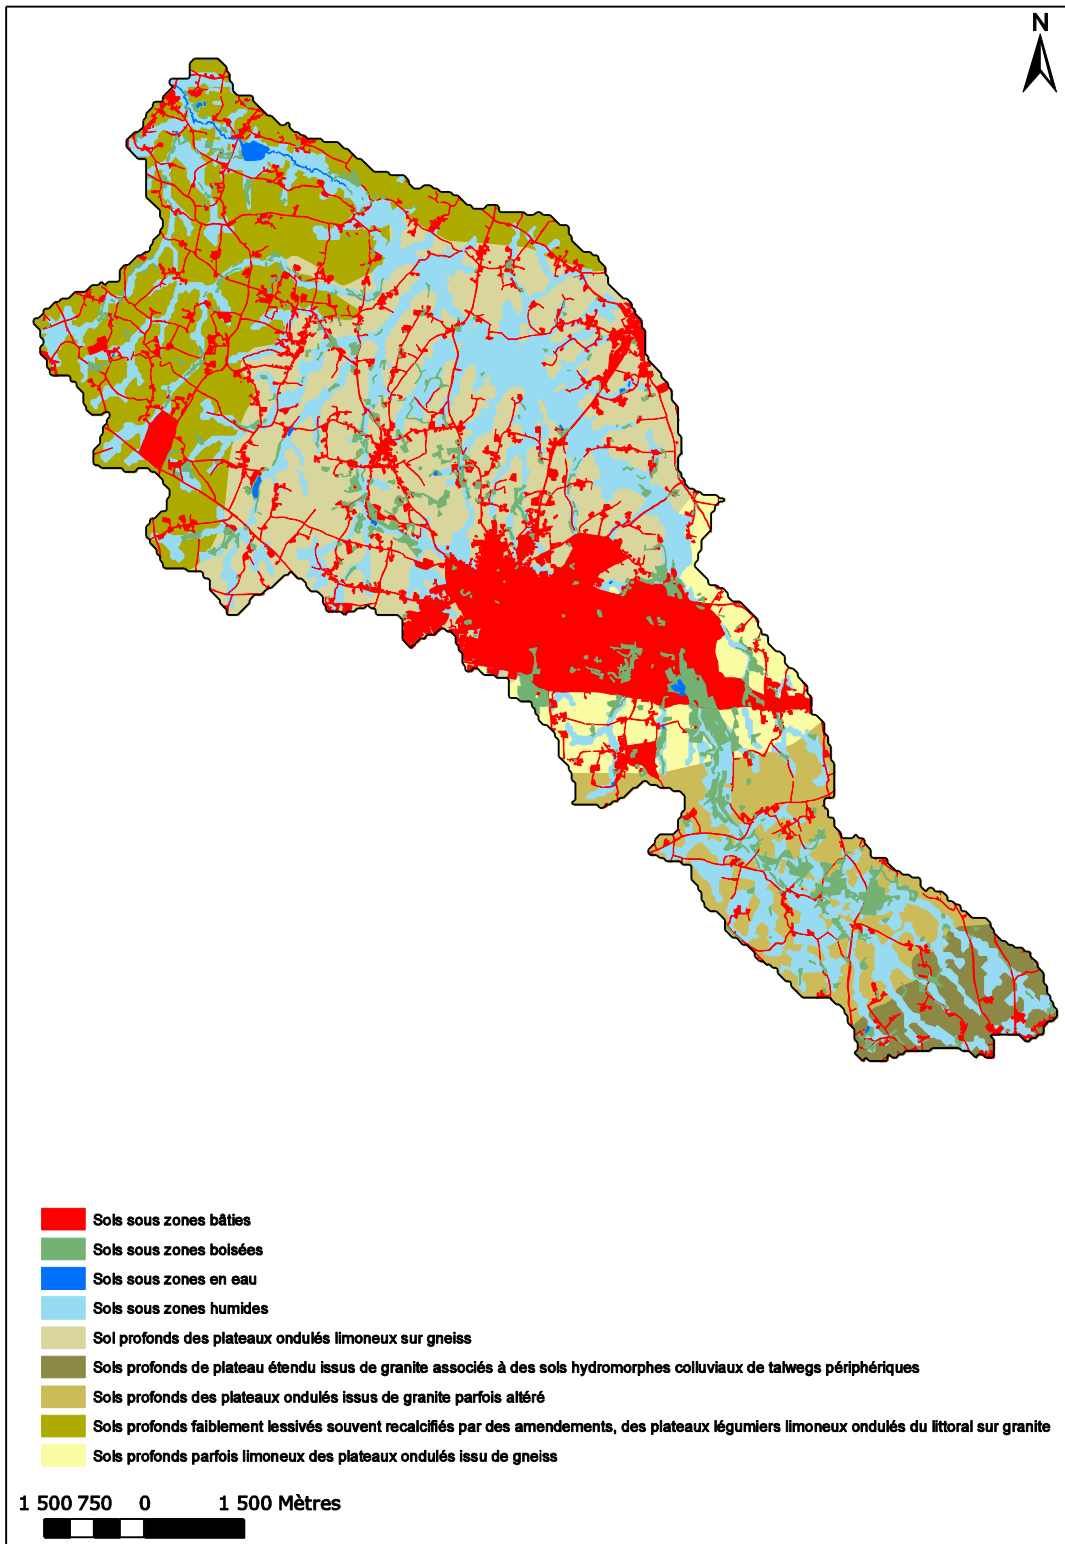 N
Sols sous zones bâties
Sols sous zones boisées
Sols sous zones en eau
Sols sous zones humides
Sol profonds des plateaux ondulés limoneux sur gneiss
Sols profonds de plateau étendu issus de granite associés à des sols hydromorphes colluviaux de talwegs périphériques
Sols profonds des plateaux ondulés issus de granite parfois altéré
Sols profonds faiblement lessivés souvent recalcifiés par des amendements, des plateaux légumiers limoneux ondulés du littoral sur granite
Sols profonds parfois limoneux des plateaux ondulés issu de gneiss
1 500 750 0 1 500 Mètres